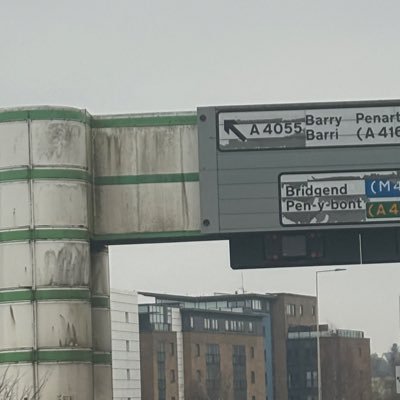 A 4055 Barry Penart
Barri (A 416
Bridgend (M4
Pen-y-bont (A 4